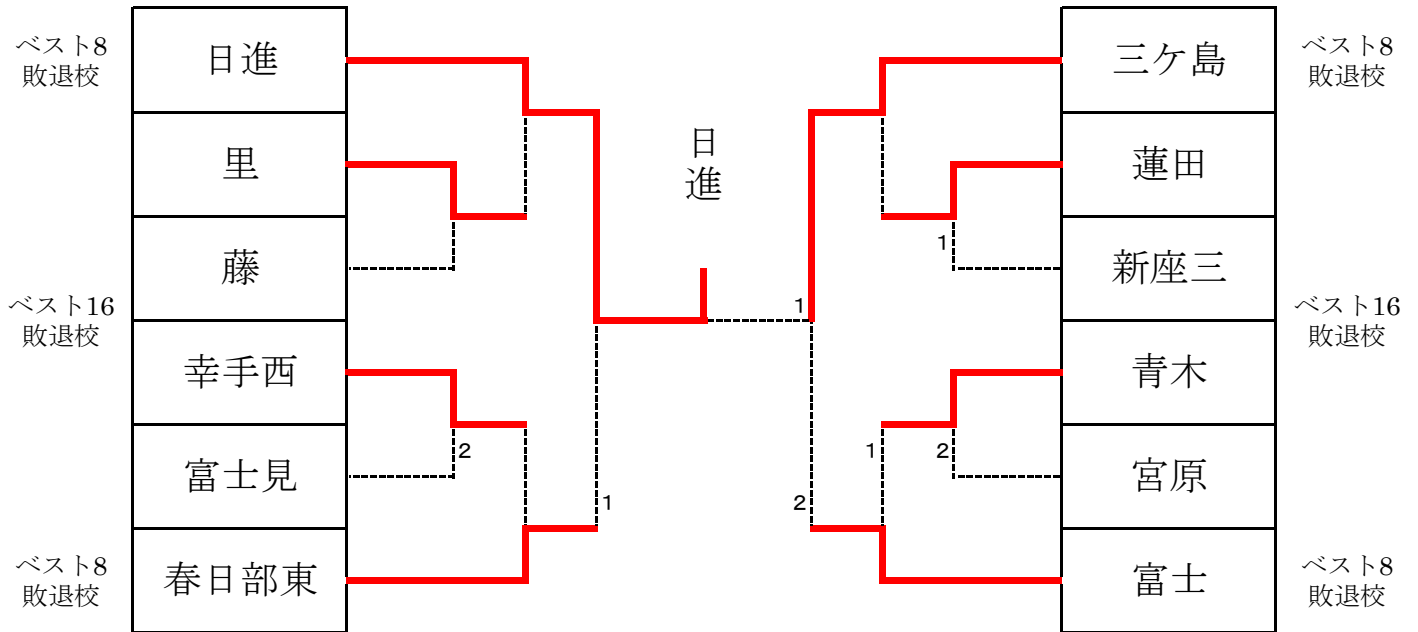 ベスト8
敗退校
日進
里
藤
ベスト16
敗退校
幸手西
富士見
2
ベスト8
敗退校
春日部東
1
日進
1
2
三ケ島
ベスト8
敗退校
蓮田
1
新座三
ベスト16
敗退校
青木
1
2
宮原
富士
ベスト8
敗退校